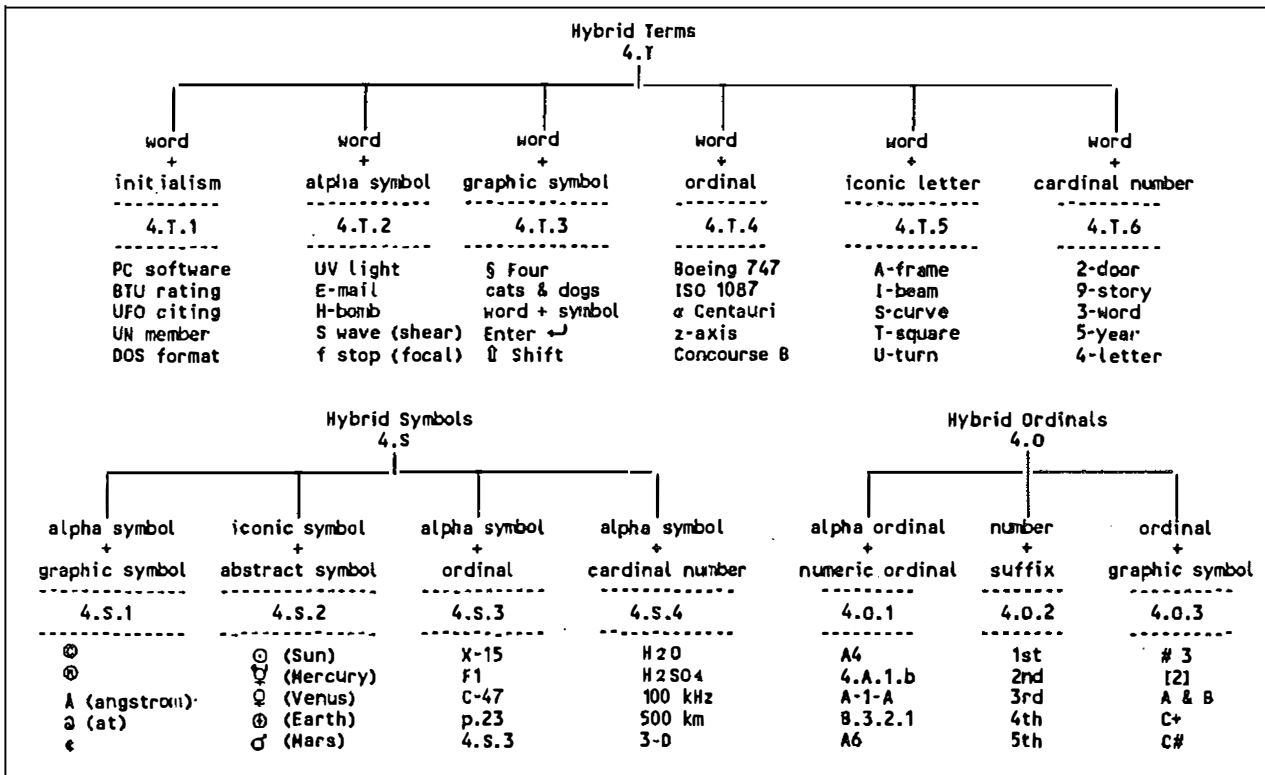 Hybrid Terms
4.T
word word word word word word
+ + + + + +
initialism alpha symbol graphic symbol ordinal iconic letter cardinal number
4.T.1 4.T.2 4.T.3 4.T.4 4.T.5 4.T.6
PC software UV light § Four Boeing 747 A-frame 2-door
BTU rating E-mail cats & dogs ISO 1087 I-beam 9-story
UFO citing H-bomb word + symbol α Centauri S-curve 3-word
UN member S wave (shear) Enter ↵ z-axis T-square 5-year
DOS format f stop (focal) ⇧ Shift Concourse B U-turn 4-letter
Hybrid Symbols Hybrid Ordinals
4.S 4.O
alpha symbol iconic symbol alpha symbol alpha symbol alpha ordinal number ordinal
+ + + + + + +
graphic symbol abstract symbol ordinal cardinal number numeric ordinal suffix graphic symbol
4.S.1 4.S.2 4.S.3 4.S.4 4.O.1 4.O.2 4.O.3
© ☉ (Sun) X-15 H2O A4 1st # 3
® ☿ (Mercury) F1 H2SO4 4.A.1.b 2nd [2]
Å (angstrom) ♀ (Venus) C-47 100 kHz A-1-A 3rd A & B
@ (at) ⊕ (Earth) p.23 500 km B.3.2.1 4th C+
¢ ♂ (Mars) 4.S.3 3-D A6 5th C#